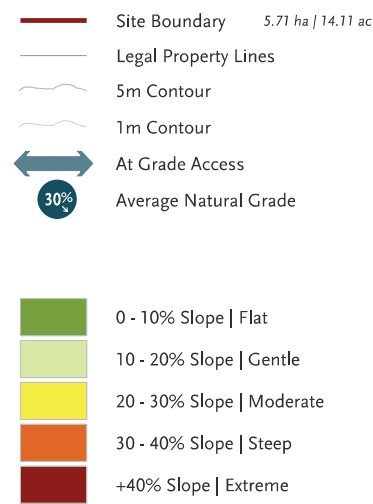 Site Boundary 5.71 ha | 14.11 ac
Legal Property Lines
5m Contour
1m Contour
At Grade Access
30% Average Natural Grade
0 - 10% Slope | Flat
10 - 20% Slope | Gentle
20 - 30% Slope | Moderate
30 - 40% Slope | Steep
+40% Slope | Extreme